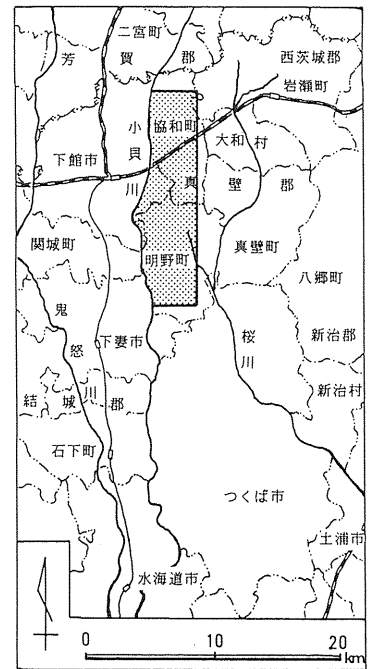 二宮町
芳賀郡
西茨城郡
岩瀬町
協和町
小貝川
大和村
下館市
真壁郡
関城町
明野町
真壁町
八郷町
鬼怒川
下妻市
桜川
新治郡
結城郡
新治村
石下町
つくば市
土浦市
水海道市
0 10 20
km